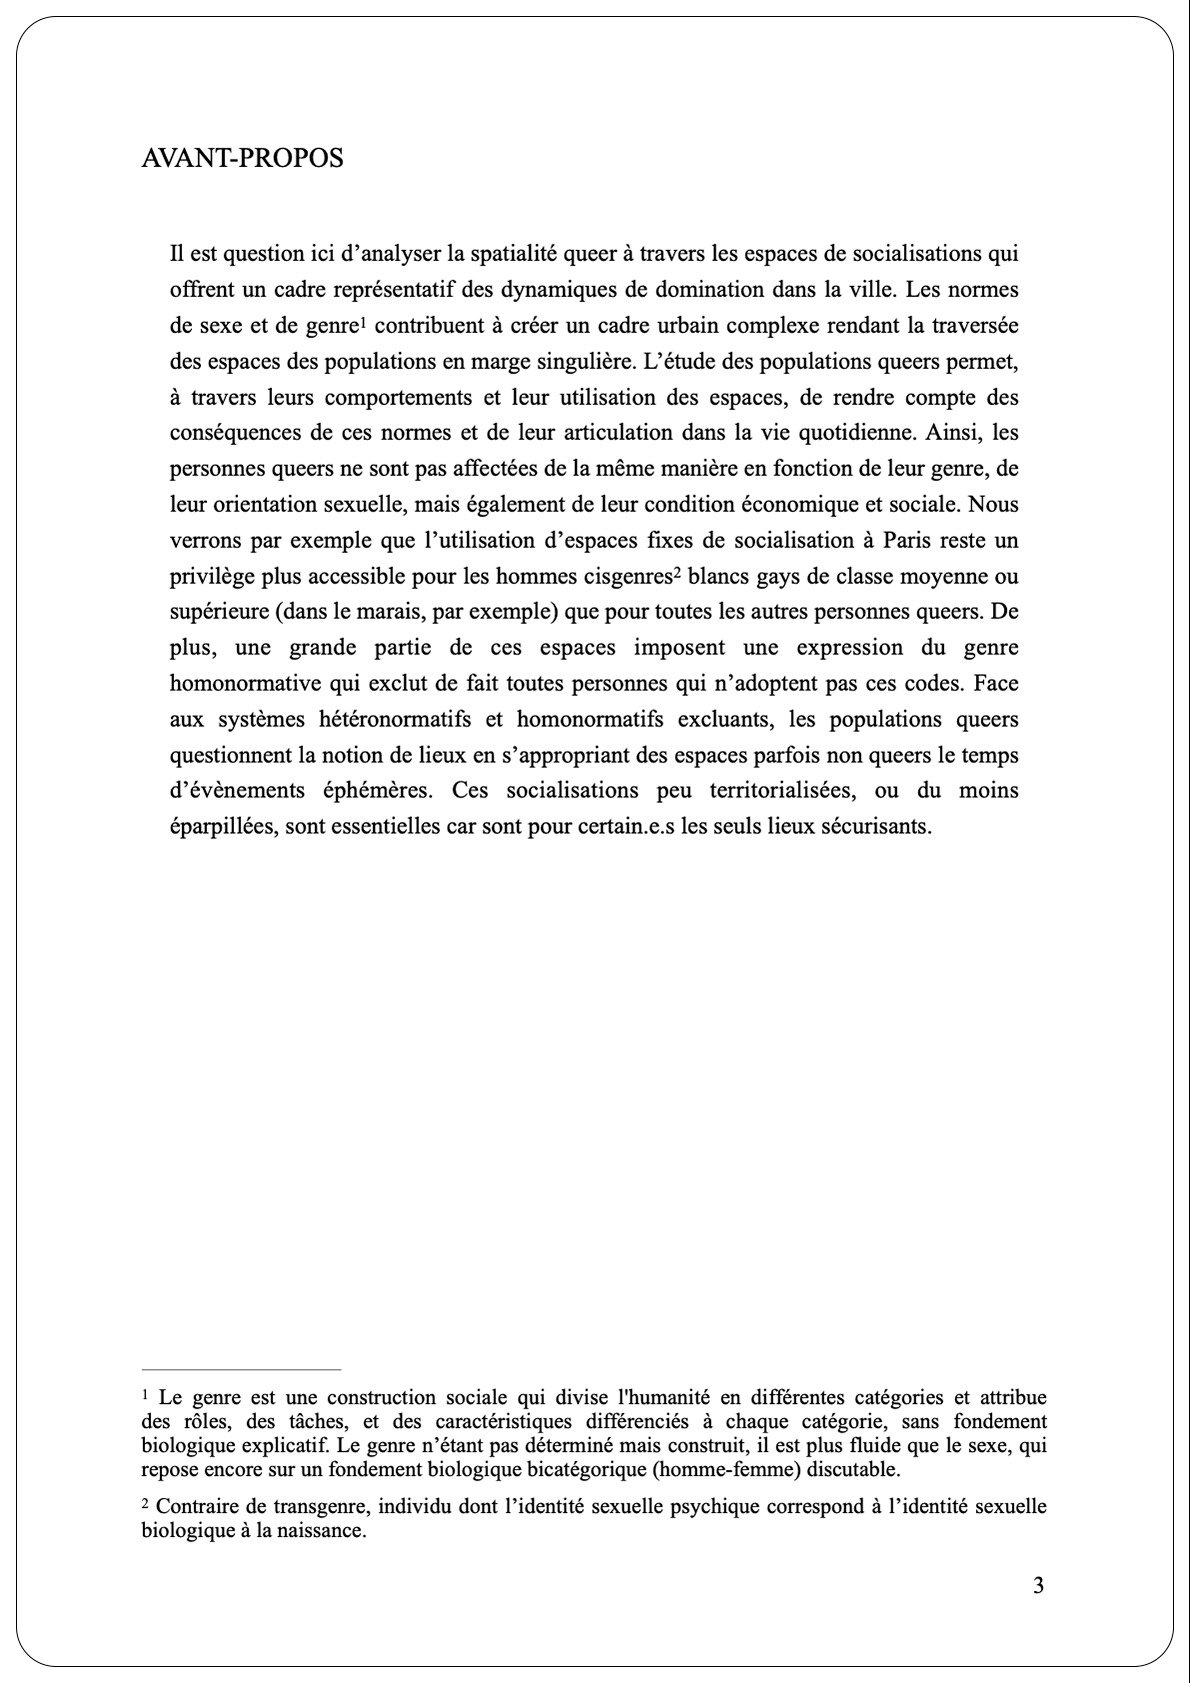 AVANT-PROPOS
Il est question ici d’analyser la spatialité queer à travers les espaces de socialisations qui
offrent un cadre représentatif des dynamiques de domination dans la ville. Les normes
de sexe et de genre¹ contribuent à créer un cadre urbain complexe rendant la traversée
des espaces des populations en marge singulière. L’étude des populations queers permet,
à travers leurs comportements et leur utilisation des espaces, de rendre compte des
conséquences de ces normes et de leur articulation dans la vie quotidienne. Ainsi, les
personnes queers ne sont pas affectées de la même manière en fonction de leur genre, de
leur orientation sexuelle, mais également de leur condition économique et sociale. Nous
verrons par exemple que l’utilisation d’espaces fixes de socialisation à Paris reste un
privilège plus accessible pour les hommes cisgenres² blancs gays de classe moyenne ou
supérieure (dans le marais, par exemple) que pour toutes les autres personnes queers. De
plus, une grande partie de ces espaces imposent une expression du genre
homonormative qui exclut de fait toutes personnes qui n’adoptent pas ces codes. Face
aux systèmes hétéronormatifs et homonormatifs excluants, les populations queers
questionnent la notion de lieux en s’appropriant des espaces parfois non queers le temps
d’évènements éphémères. Ces socialisations peu territorialisées, ou du moins
éparpillées, sont essentielles car sont pour certain.e.s les seuls lieux sécurisants.
¹ Le genre est une construction sociale qui divise l'humanité en différentes catégories et attribue
des rôles, des tâches, et des caractéristiques différenciés à chaque catégorie, sans fondement
biologique explicatif. Le genre n’étant pas déterminé mais construit, il est plus fluide que le sexe, qui
repose encore sur un fondement biologique bicatégorique (homme-femme) discutable.
² Contraire de transgenre, individu dont l’identité sexuelle psychique correspond à l’identité sexuelle
biologique à la naissance.
3